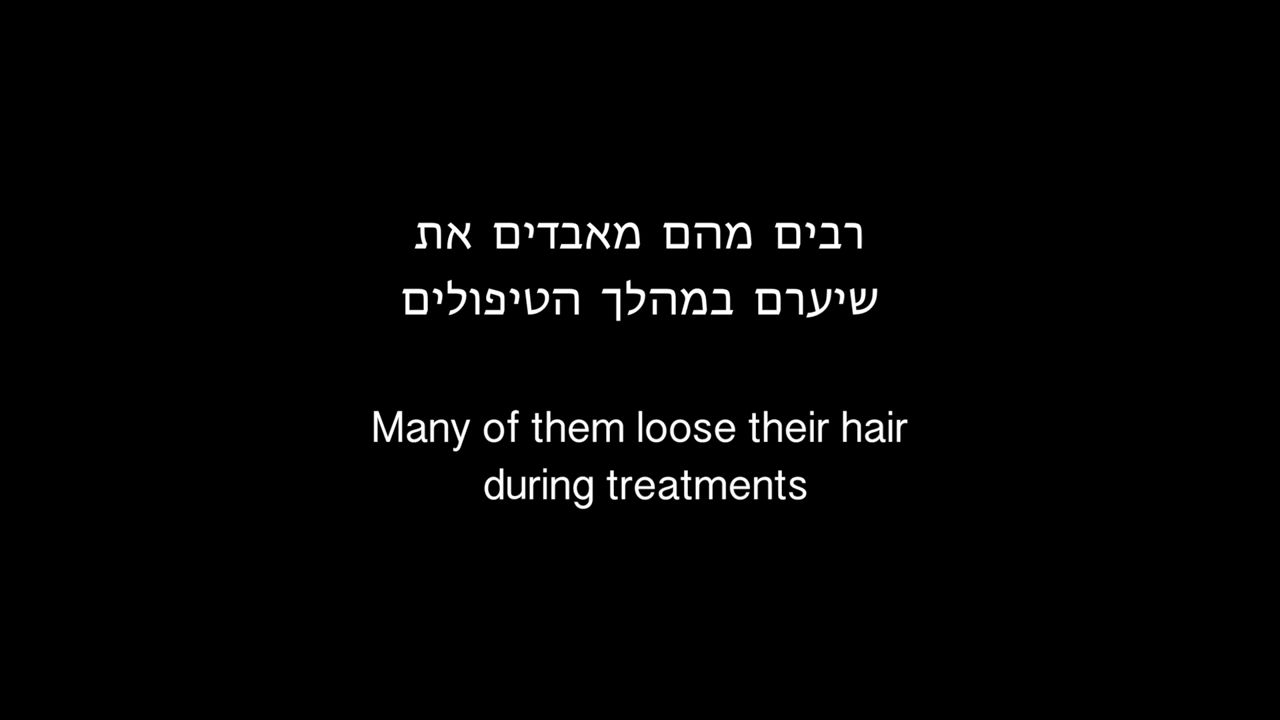 רבים מהם מאבדים את
שיערם במהלך הטיפולים
Many of them loose their hair
during treatments